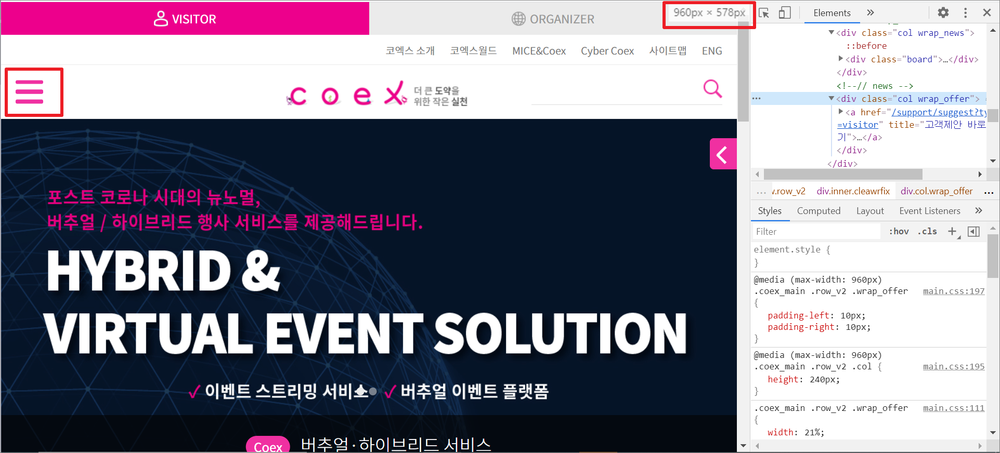 VISITOR
ORGANIZER
960px × 578px
코엑스 소개
코엑스월드
MICE&Coex
Cyber Coex
사이트맵
ENG
coex
더 큰 도약을
위한 작은 실천
포스트 코로나 시대의 뉴노멀,
버추얼 / 하이브리드 행사 서비스를 제공해드립니다.
HYBRID &
VIRTUAL EVENT SOLUTION
✓ 이벤트 스트리밍 서비스 ✓ 버추얼 이벤트 플랫폼
Coex 버추얼·하이브리드 서비스
Elements
<div class="col wrap_news">
::before
<div class="board">…</div>
</div>
<!--// news -->
<div class="col wrap_offer"> =
<a href="/support/suggest?ty
=visitor" title="고객제안 바로
기">…</a>
</div>
</div>
… v.row_v2 div.inner.cleawrfix div.col.wrap_offer …
Styles Computed Layout Event Listeners
Filter :hov .cls +
element.style {
}
@media (max-width: 960px)
.coex_main .row_v2 .wrap_offer main.css:197
{
padding-left: 10px;
padding-right: 10px;
}
@media (max-width: 960px)
.coex_main .row_v2 .col { main.css:195
height: 240px;
}
.coex_main .row_v2 .wrap_offer main.css:111
{
width: 21%;